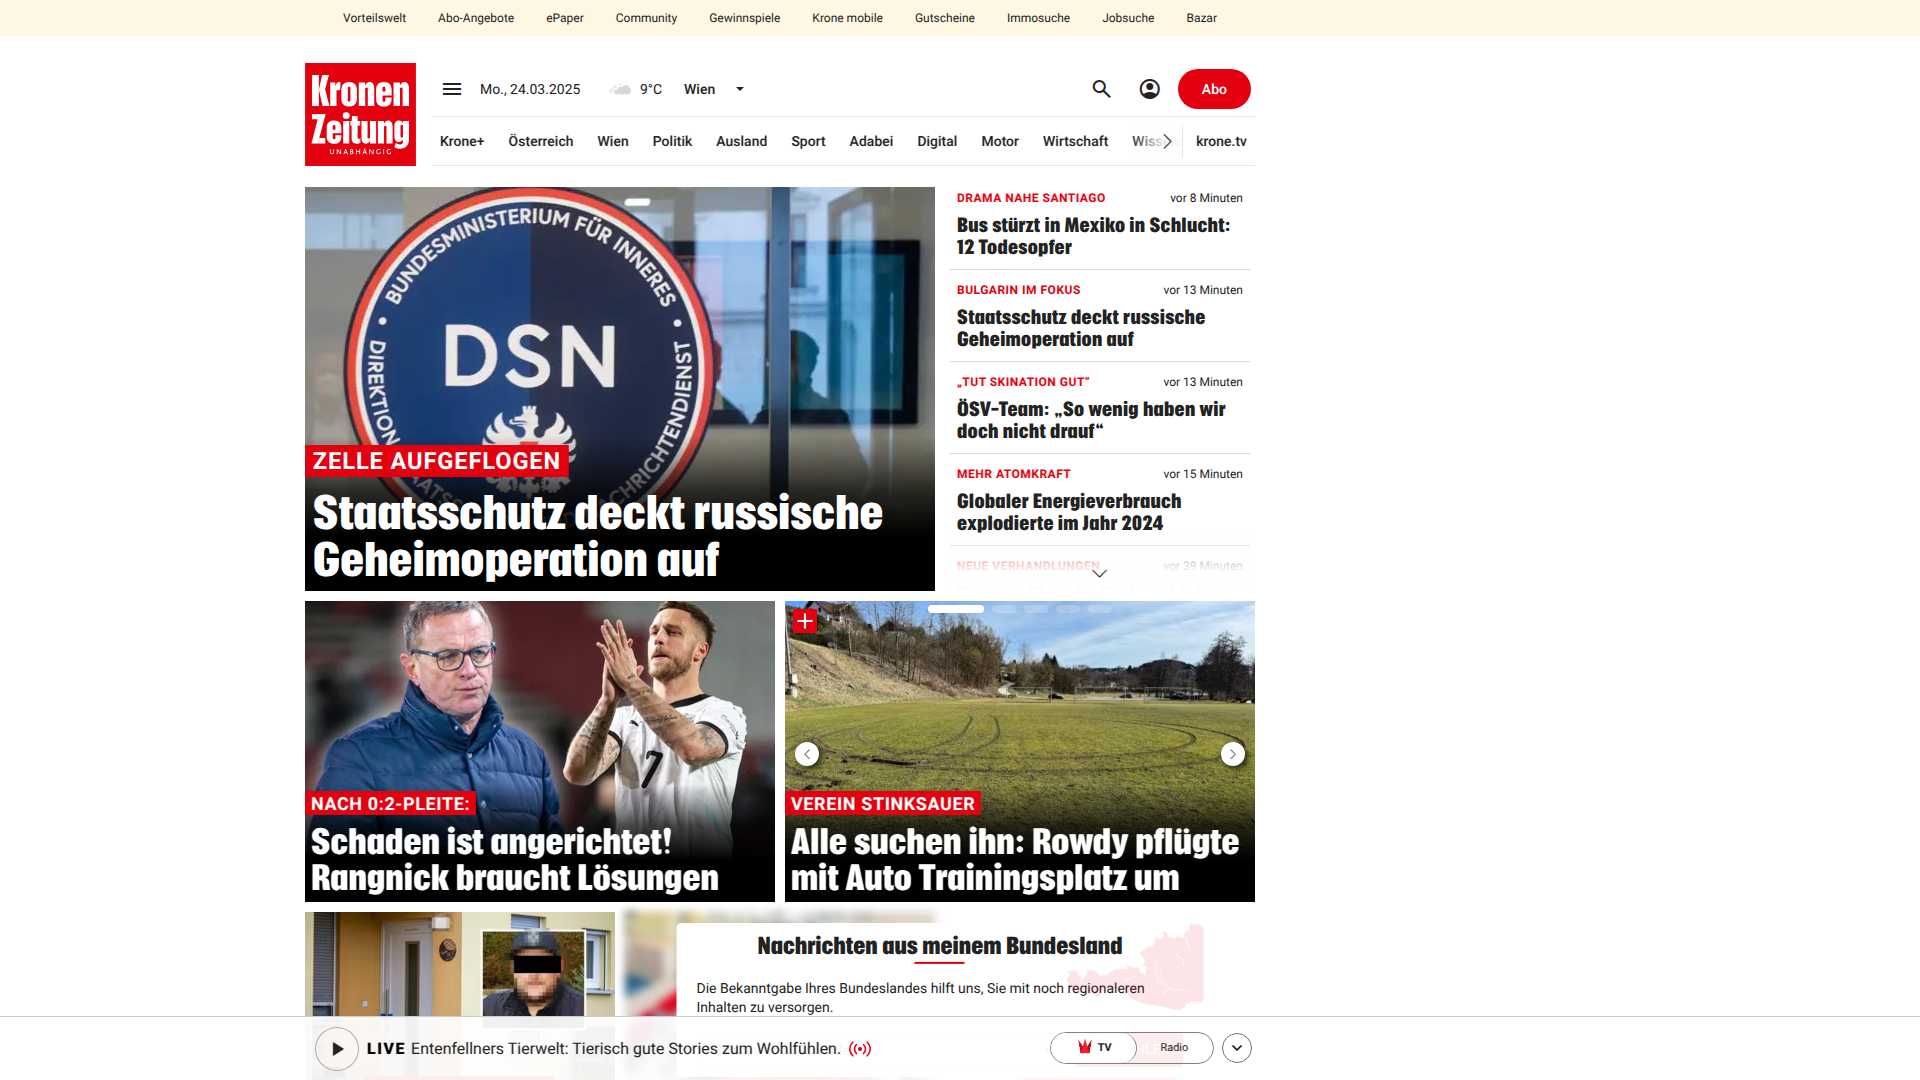 Vorteilswelt Abo-Angebote ePaper Community Gewinnspiele Krone mobile Gutscheine Immosuche Jobsuche Bazar
Kronen
Zeitung
UNABHÄNGIG
Mo., 24.03.2025 9°C Wien
Abo
Krone+ Österreich Wien Politik Ausland Sport Adabei Digital Motor Wirtschaft Wiss krone.tv
BUNDESMINISTERIUM FÜR INNERES
DSN
DIREKTION
NACHRICHTENDIENST
ZELLE AUFGEFLOGEN
Staatsschutz deckt russische
Geheimoperation auf
DRAMA NAHE SANTIAGO vor 8 Minuten
Bus stürzt in Mexiko in Schlucht:
12 Todesopfer
BULGARIN IM FOKUS vor 13 Minuten
Staatsschutz deckt russische
Geheimoperation auf
„TUT SKINATION GUT“ vor 13 Minuten
ÖSV-Team: „So wenig haben wir
doch nicht drauf“
MEHR ATOMKRAFT vor 15 Minuten
Globaler Energieverbrauch
explodierte im Jahr 2024
NEUE VERHANDLUNGEN vor 39 Minuten
7
NACH 0:2-PLEITE:
Schaden ist angerichtet!
Rangnick braucht Lösungen
VEREIN STINKSAUER
Alle suchen ihn: Rowdy pflügte
mit Auto Trainingsplatz um
Nachrichten aus meinem Bundesland
Die Bekanntgabe Ihres Bundeslandes hilft uns, Sie mit noch regionaleren
Inhalten zu versorgen.
LIVE Entenfellners Tierwelt: Tierisch gute Stories zum Wohlfühlen.
TV Radio